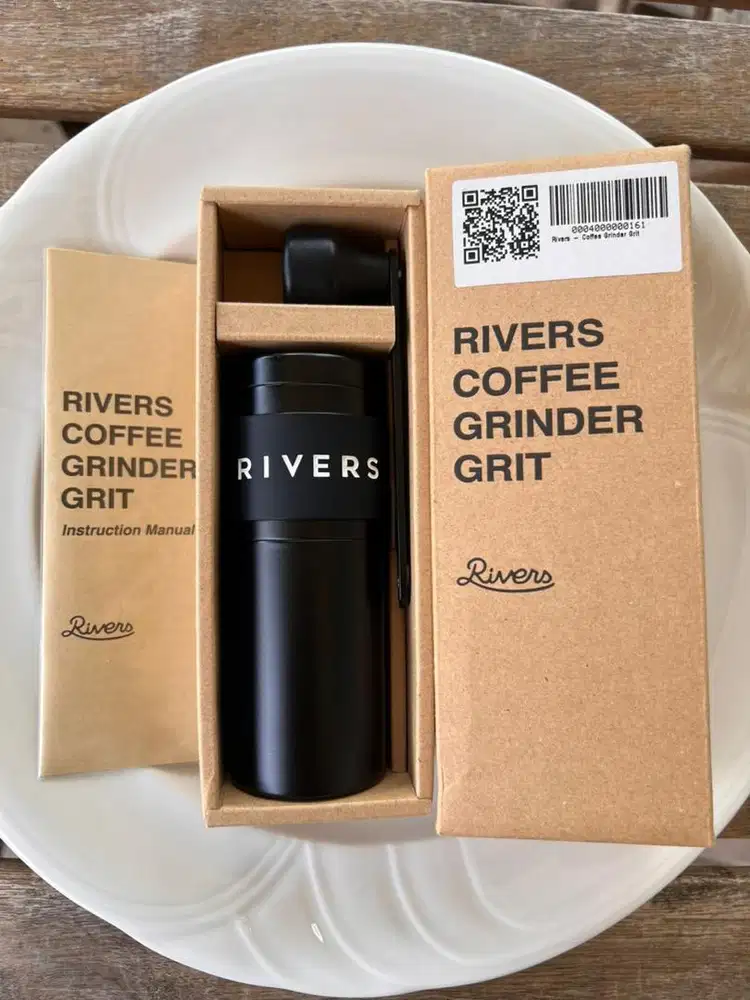 RIVERS
COFFEE
GRINDER
GRIT
Instruction Manual
Rivers
RIVERS
0004000000161
Rivers - Coffee Grinder Grit
RIVERS
COFFEE
GRINDER
GRIT
Rivers